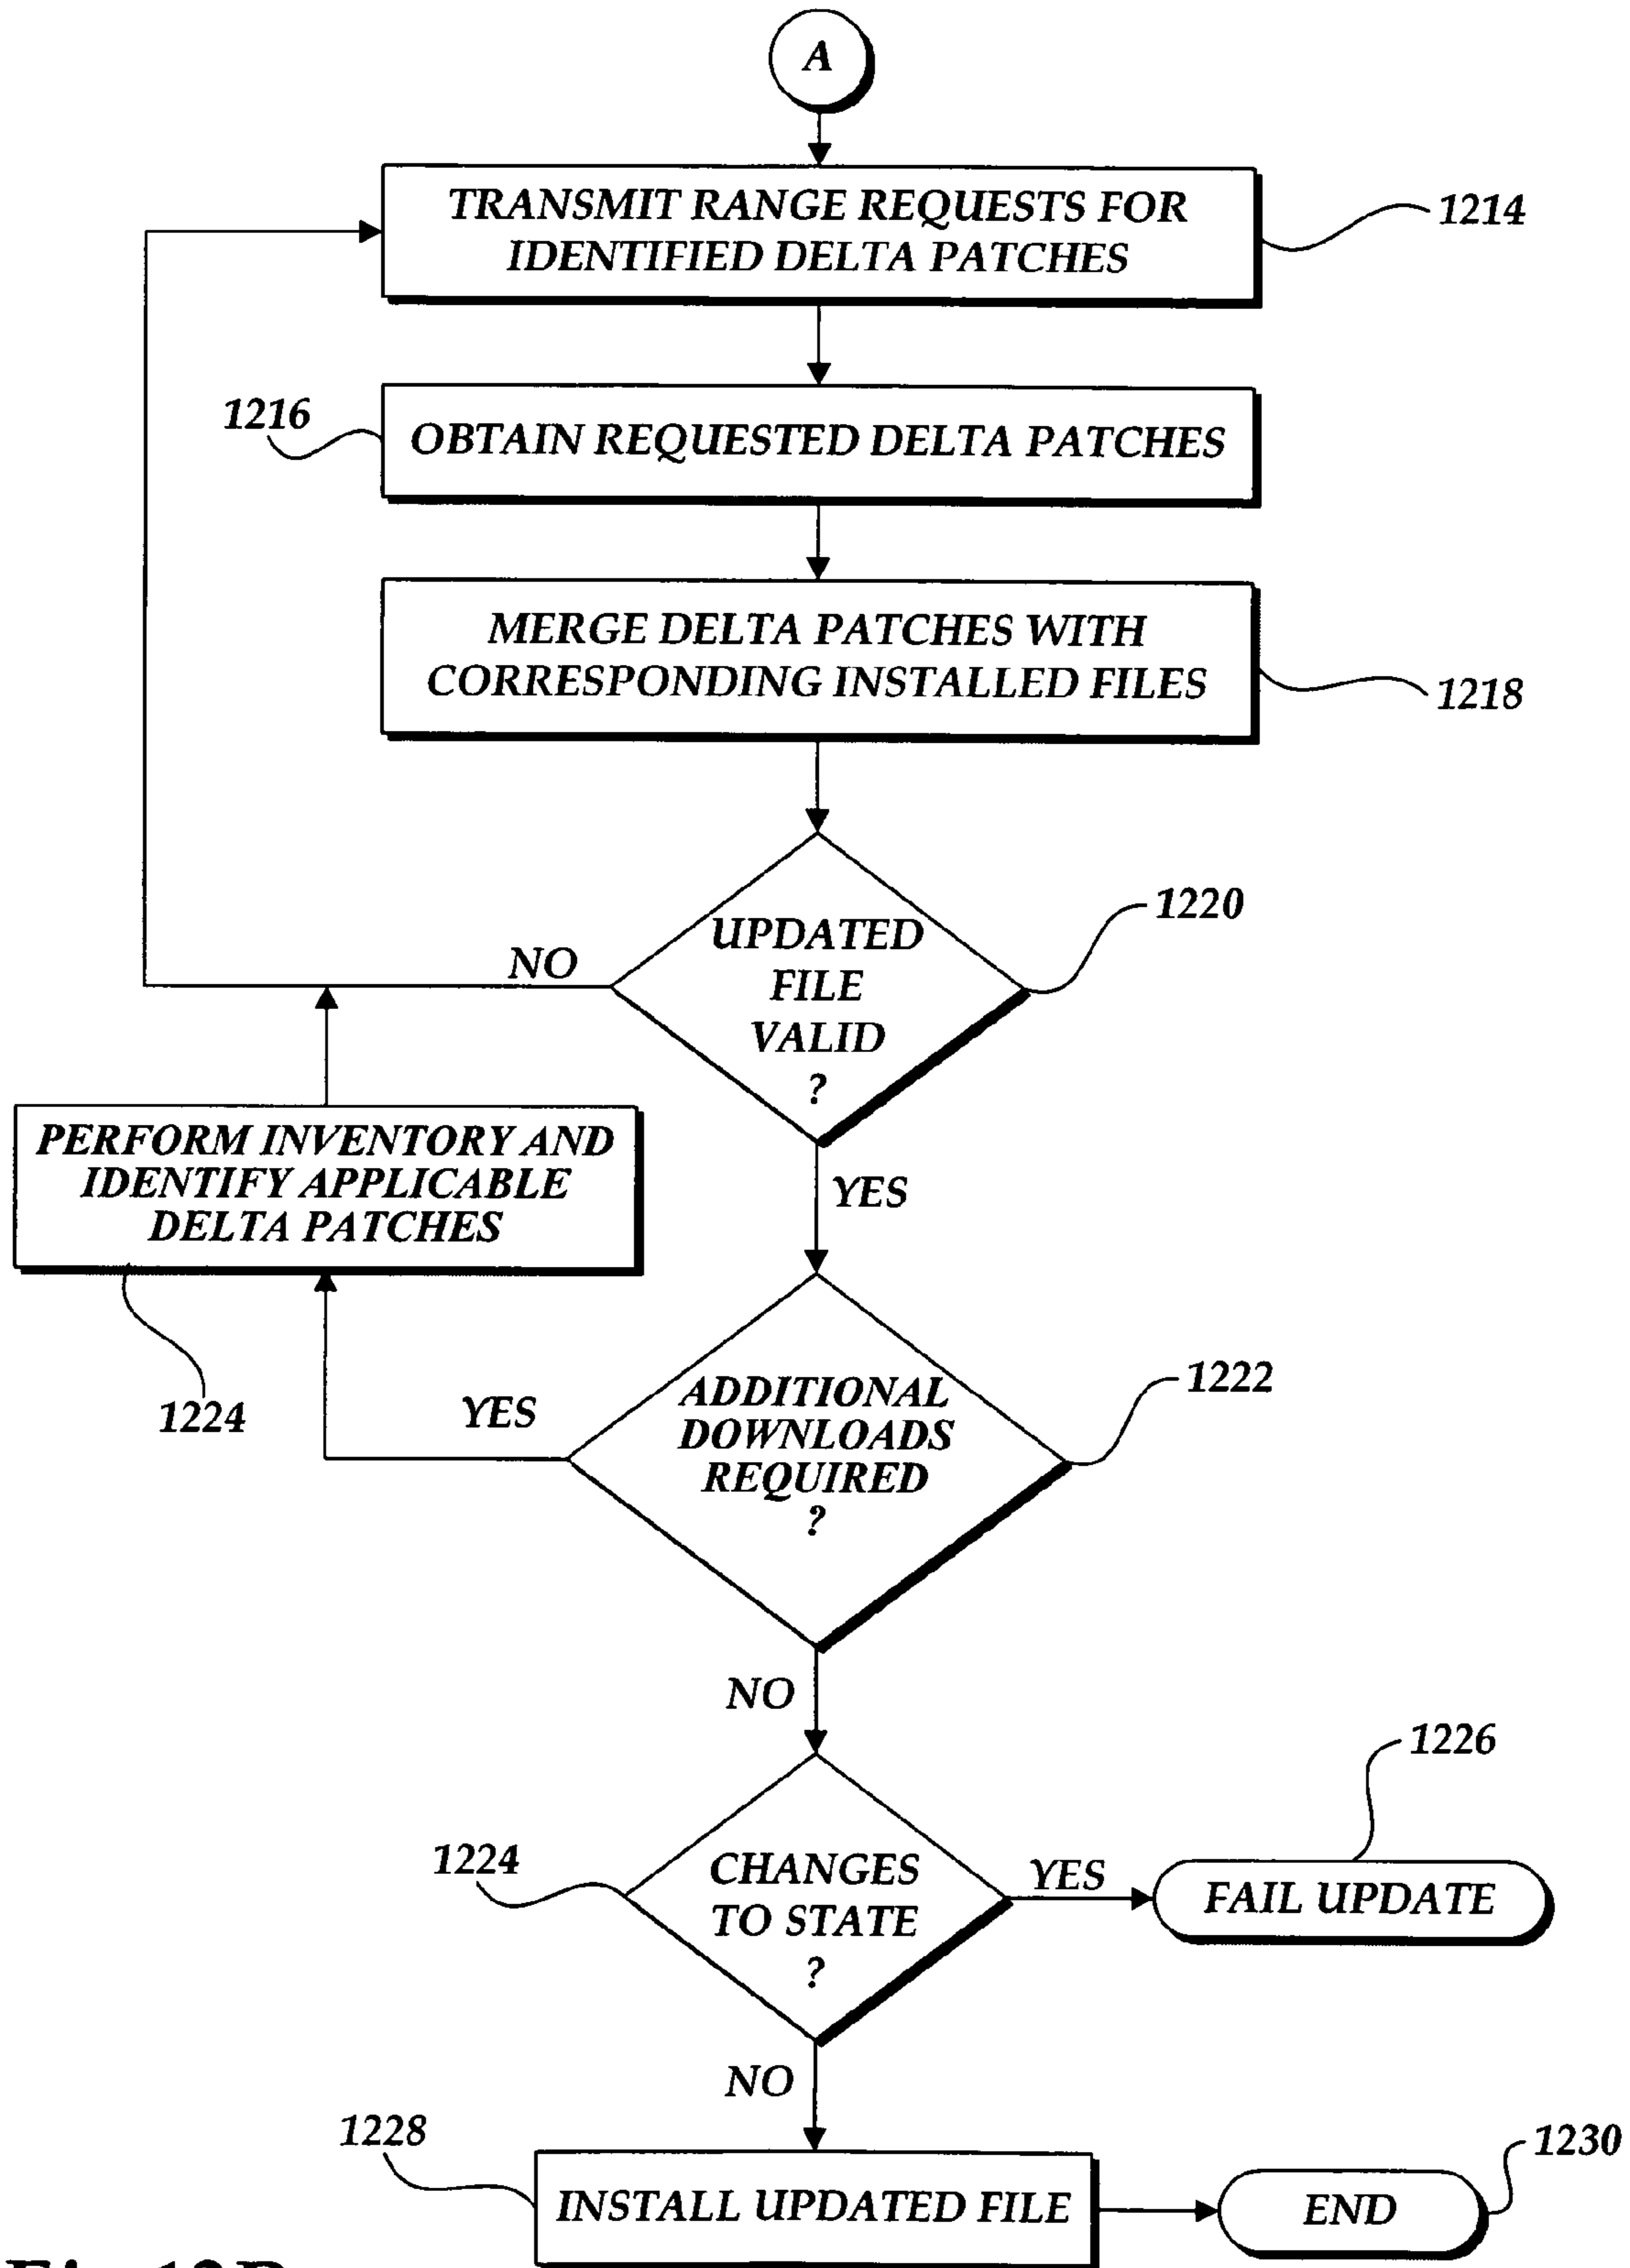 A
TRANSMIT RANGE REQUESTS FOR
IDENTIFIED DELTA PATCHES
1214
1216
OBTAIN REQUESTED DELTA PATCHES
MERGE DELTA PATCHES WITH
CORRESPONDING INSTALLED FILES
1218
UPDATED
FILE
VALID
?
1220
NO
YES
PERFORM INVENTORY AND
IDENTIFY APPLICABLE
DELTA PATCHES
1224
YES
ADDITIONAL
DOWNLOADS
REQUIRED
?
1222
NO
1224
CHANGES
TO STATE
?
YES
1226
FAIL UPDATE
NO
1228
INSTALL UPDATED FILE
1230
END